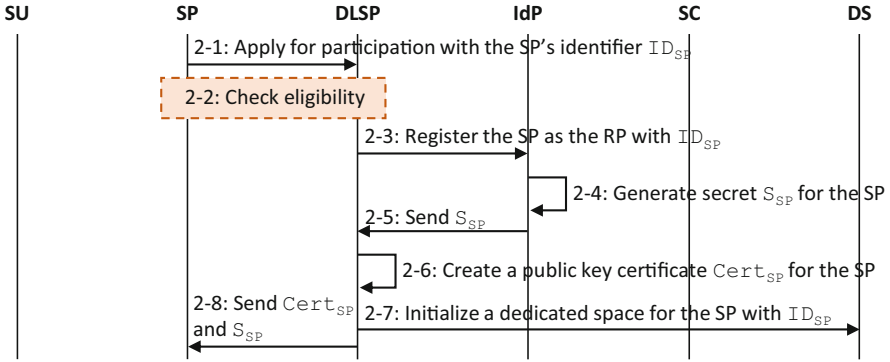 SU SP DLSP IdP SC DS
2-1: Apply for participation with the SP's identifier ID_SP
2-2: Check eligibility
2-3: Register the SP as the RP with ID_SP
2-4: Generate secret S_SP for the SP
2-5: Send S_SP
2-6: Create a public key certificate Cert_SP for the SP
2-8: Send Cert_SP
and S_SP
2-7: Initialize a dedicated space for the SP with ID_SP